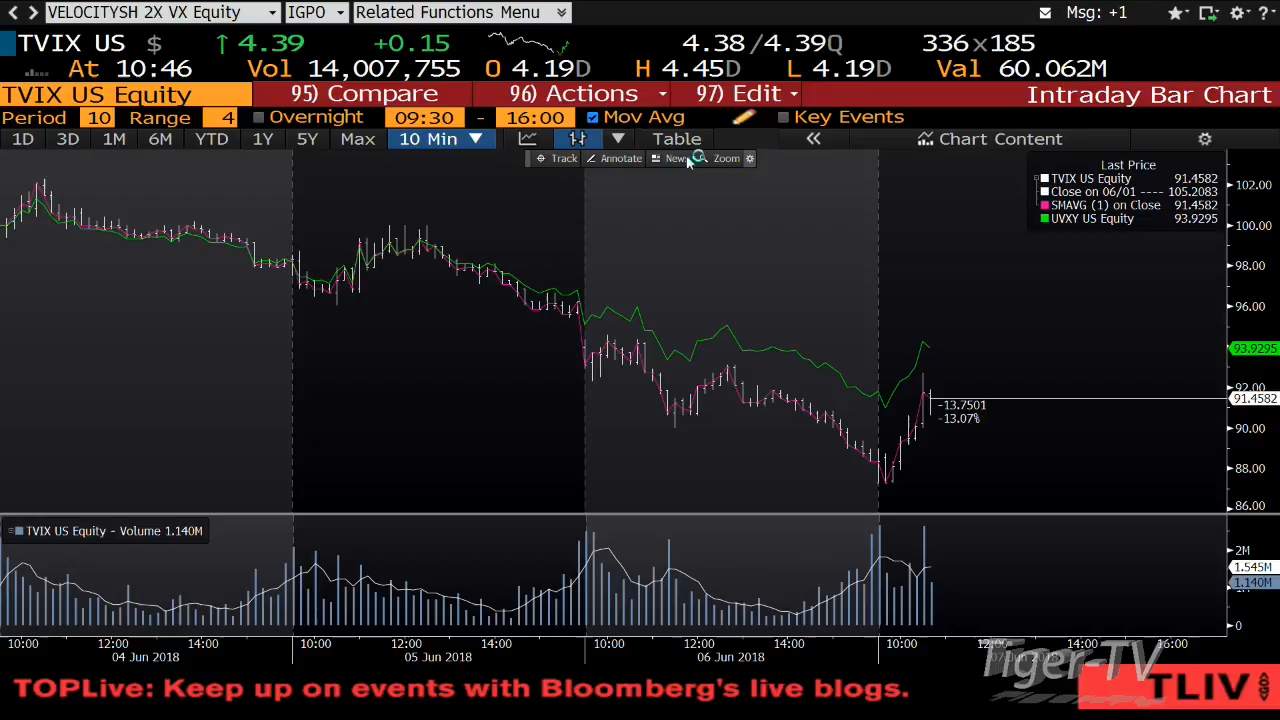 VELOCITYSH 2X VX Equity IGPO Related Functions Menu Msg: +1
TVIX US $ ↑ 4.39 +0.15 4.38 / 4.39Q 336 x 185
At 10:46 Vol 14,007,755 O 4.19D H 4.45D L 4.19D Val 60.062M
TVIX US Equity 95) Compare 96) Actions 97) Edit Intraday Bar Chart
Period 10 Range 4 Overnight 09:30 - 16:00 Mov Avg Key Events
1D 3D 1M 6M YTD 1Y 5Y Max 10 Min Table « Chart Content
Track Annotate News Zoom
Last Price
TVIX US Equity 91.4582
Close on 06/01 ---- 105.2083
SMAVG (1) on Close 91.4582
UVXY US Equity 93.9295
102.00
100.00
98.00
96.00
93.9295
92.00
91.4582
-13.7501
-13.07%
90.00
88.00
86.00
TVIX US Equity - Volume 1.140M
2M
1.545M
1.140M
0
10:00 12:00 14:00 10:00 12:00 14:00 10:00 12:00 14:00 10:00 12:00 14:00 16:00
04 Jun 2018 05 Jun 2018 06 Jun 2018 07 Jun 2018
Tiger-TV
TOPLive: Keep up on events with Bloomberg's live blogs. TLIV